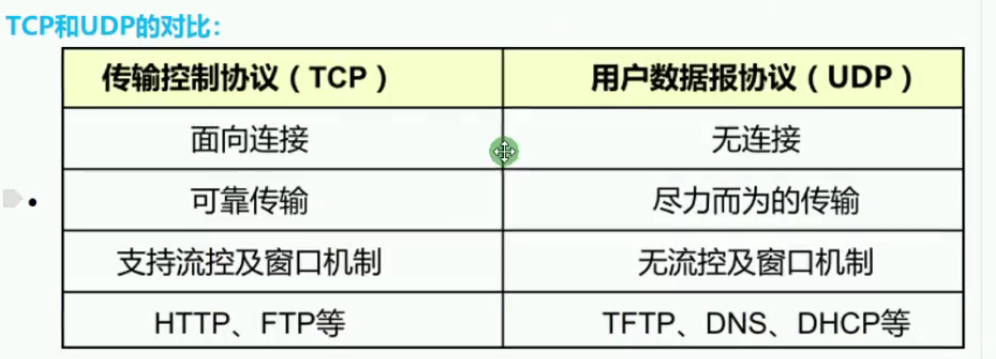 TCP和UDP的对比：
传输控制协议（TCP） 用户数据报协议（UDP）
面向连接 无连接
可靠传输 尽力而为的传输
支持流控及窗口机制 无流控及窗口机制
HTTP、FTP等 TFTP、DNS、DHCP等